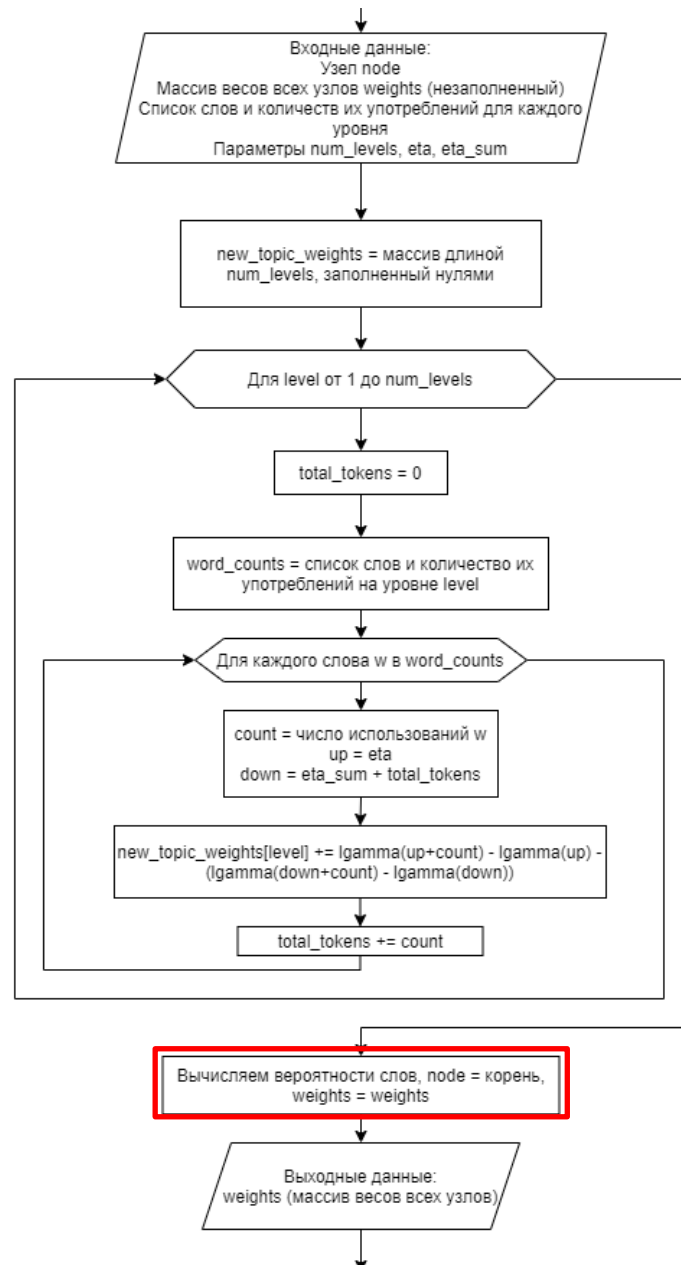 Входные данные:
Узел node
Массив весов всех узлов weights (незаполненный)
Список слов и количеств их употреблений для каждого
уровня
Параметры num_levels, eta, eta_sum
new_topic_weights = массив длиной
num_levels, заполненный нулями
Для level от 1 до num_levels
total_tokens = 0
word_counts = список слов и количество их
употреблений на уровне level
Для каждого слова w в word_counts
count = число использований w
up = eta
down = eta_sum + total_tokens
new_topic_weights[level] += lgamma(up+count) - lgamma(up) -
(lgamma(down+count) - lgamma(down))
total_tokens += count
Вычисляем вероятности слов, node = корень,
weights = weights
Выходные данные:
weights (массив весов всех узлов)